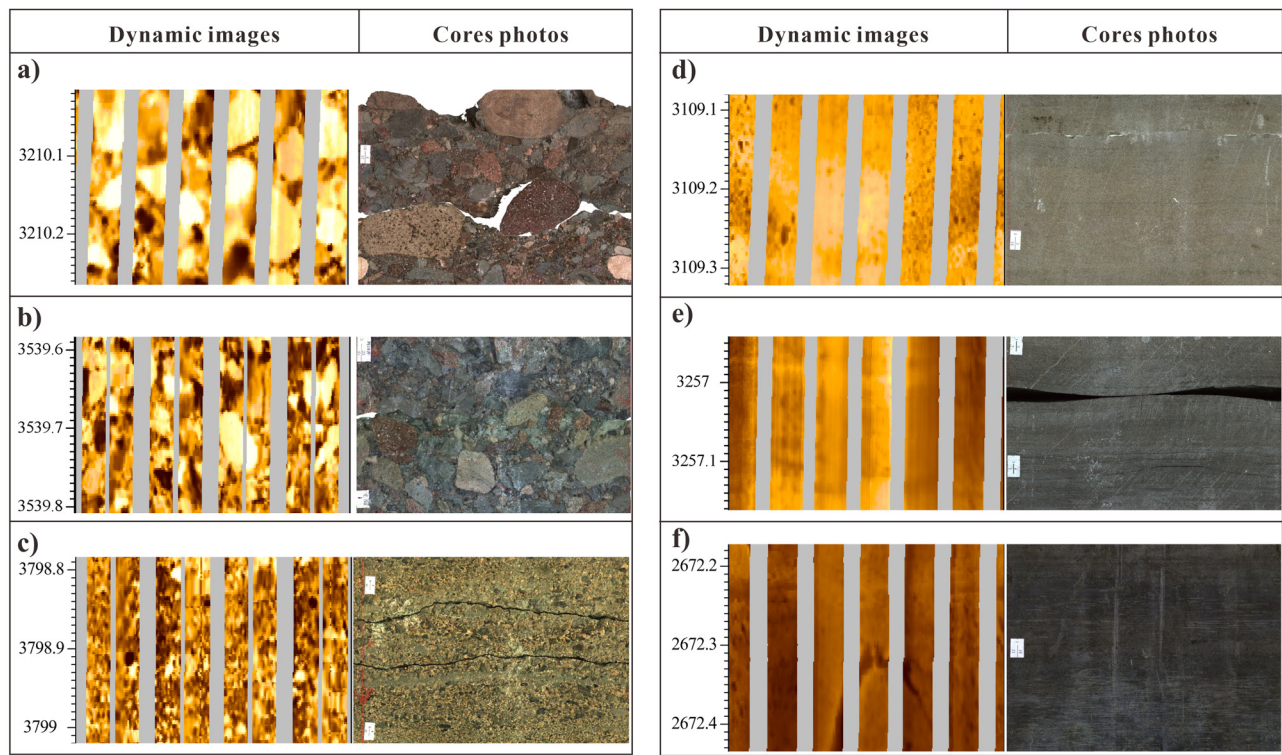 Dynamic images Cores photos
a)
3210.1
3210.2
b)
3539.6
3539.7
3539.8
c)
3798.8
3798.9
3799
Dynamic images Cores photos
d)
3109.1
3109.2
3109.3
e)
3257
3257.1
f)
2672.2
2672.3
2672.4